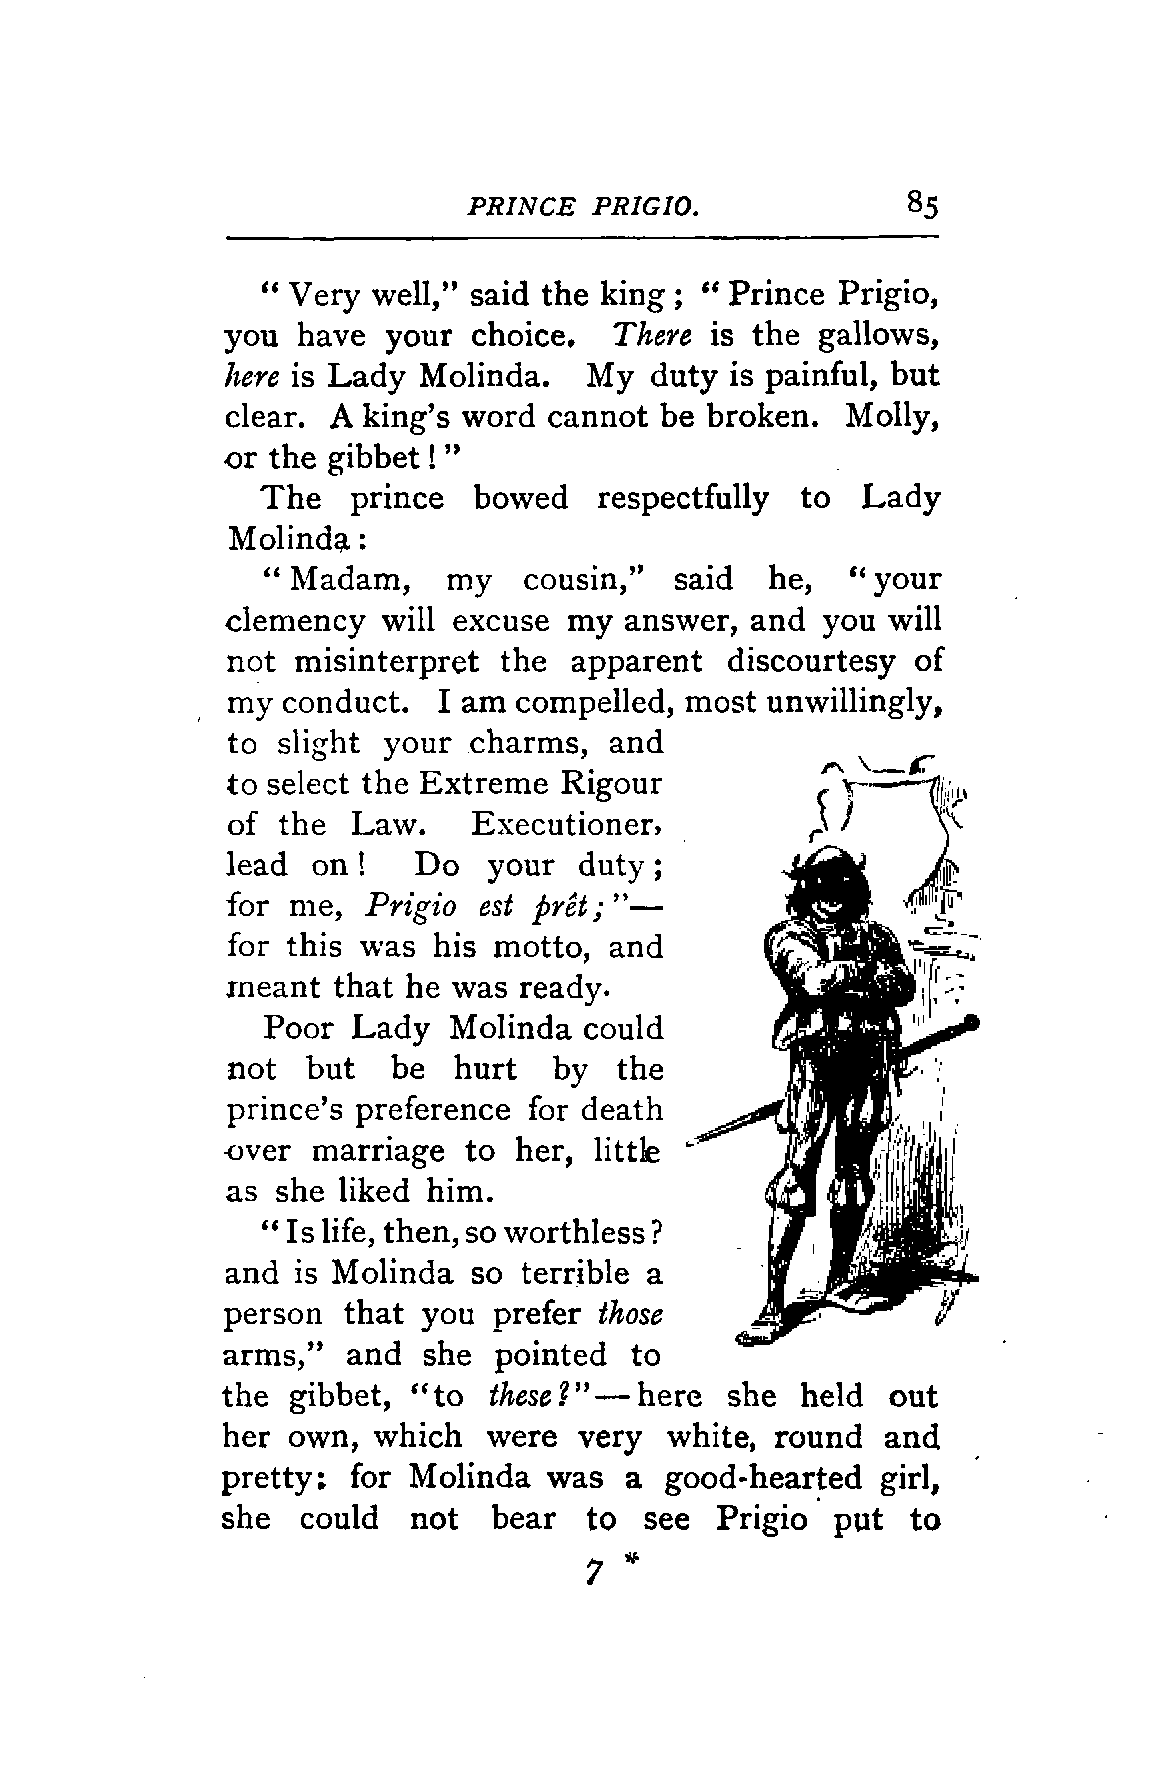 PRINCE PRIGIO. 85
“ Very well,” said the king ; “ Prince Prigio,
you have your choice. There is the gallows,
here is Lady Molinda. My duty is painful, but
clear. A king’s word cannot be broken. Molly,
or the gibbet ! ”
The prince bowed respectfully to Lady
Molinda :
“ Madam, my cousin,” said he, “ your
clemency will excuse my answer, and you will
not misinterpret the apparent discourtesy of
my conduct. I am compelled, most unwillingly,
to slight your charms, and
to select the Extreme Rigour
of the Law. Executioner,
lead on ! Do your duty ;
for me, Prigio est prêt ; ”—
for this was his motto, and
meant that he was ready.
Poor Lady Molinda could
not but be hurt by the
prince’s preference for death
over marriage to her, little
as she liked him.
“ Is life, then, so worthless ?
and is Molinda so terrible a
person that you prefer those
arms,” and she pointed to
the gibbet, “to these ? ”— here she held out
her own, which were very white, round and
pretty : for Molinda was a good-hearted girl,
she could not bear to see Prigio put to
7 *